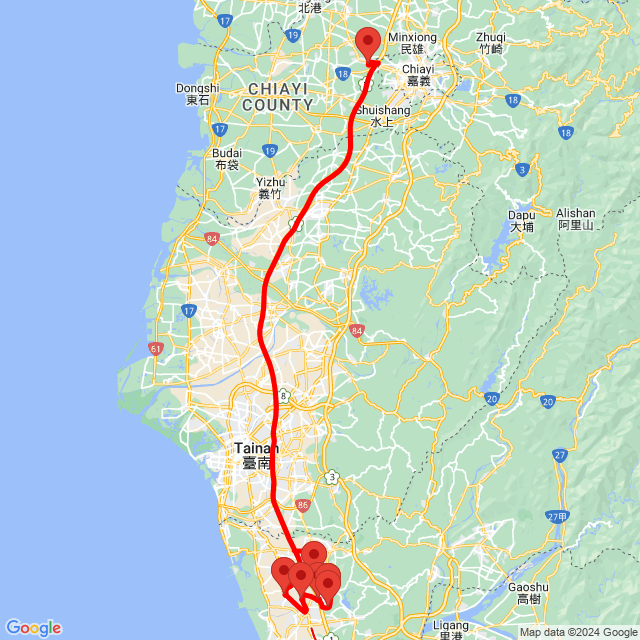 北港
Minxiong
民雄
Zhuqi
竹崎
18
Chiayi
嘉義
Dongshi
東石
CHIAYI
COUNTY
Shuishang
水上
18
17
18
19
Budai
布袋
3
Yizhu
義竹
Dapu
大埔
Alishan
阿里山
84
17
84
61
8
20
20
Tainan
臺南
27
3
86
27甲
Gaoshu
高樹
Ligang
里港
1
Google
Map data ©2024 Google